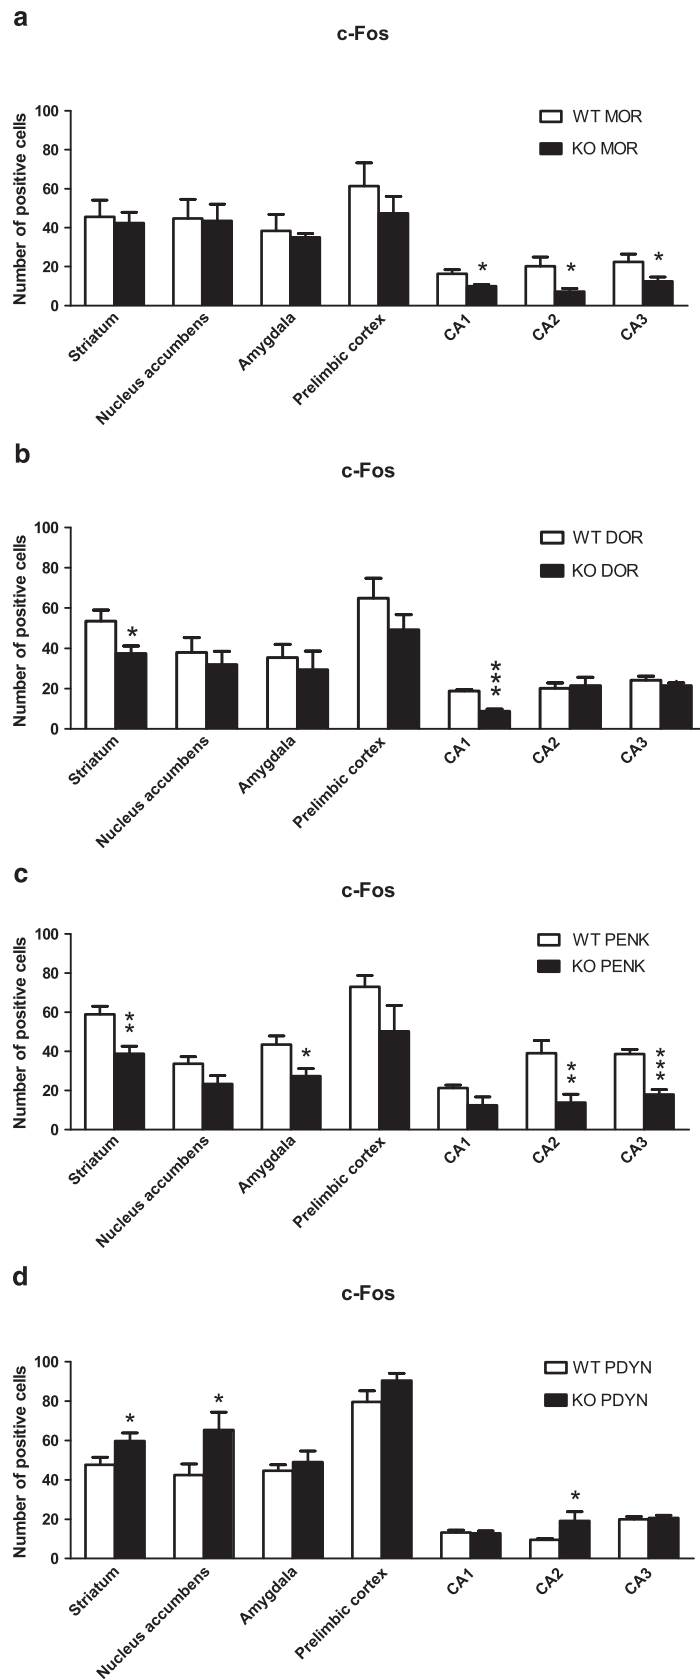 a
c-Fos
Number of positive cells
100
80
60
40
20
0
WT MOR
KO MOR
*
*
*
Striatum
Nucleus accumbens
Amygdala
Prelimbic cortex
CA1
CA2
CA3
b
c-Fos
Number of positive cells
100
80
60
40
20
0
WT DOR
KO DOR
*
***
Striatum
Nucleus accumbens
Amygdala
Prelimbic cortex
CA1
CA2
CA3
c
c-Fos
Number of positive cells
100
80
60
40
20
0
WT PENK
KO PENK
**
*
**
***
Striatum
Nucleus accumbens
Amygdala
Prelimbic cortex
CA1
CA2
CA3
d
c-Fos
Number of positive cells
100
80
60
40
20
0
WT PDYN
KO PDYN
*
*
*
Striatum
Nucleus accumbens
Amygdala
Prelimbic cortex
CA1
CA2
CA3